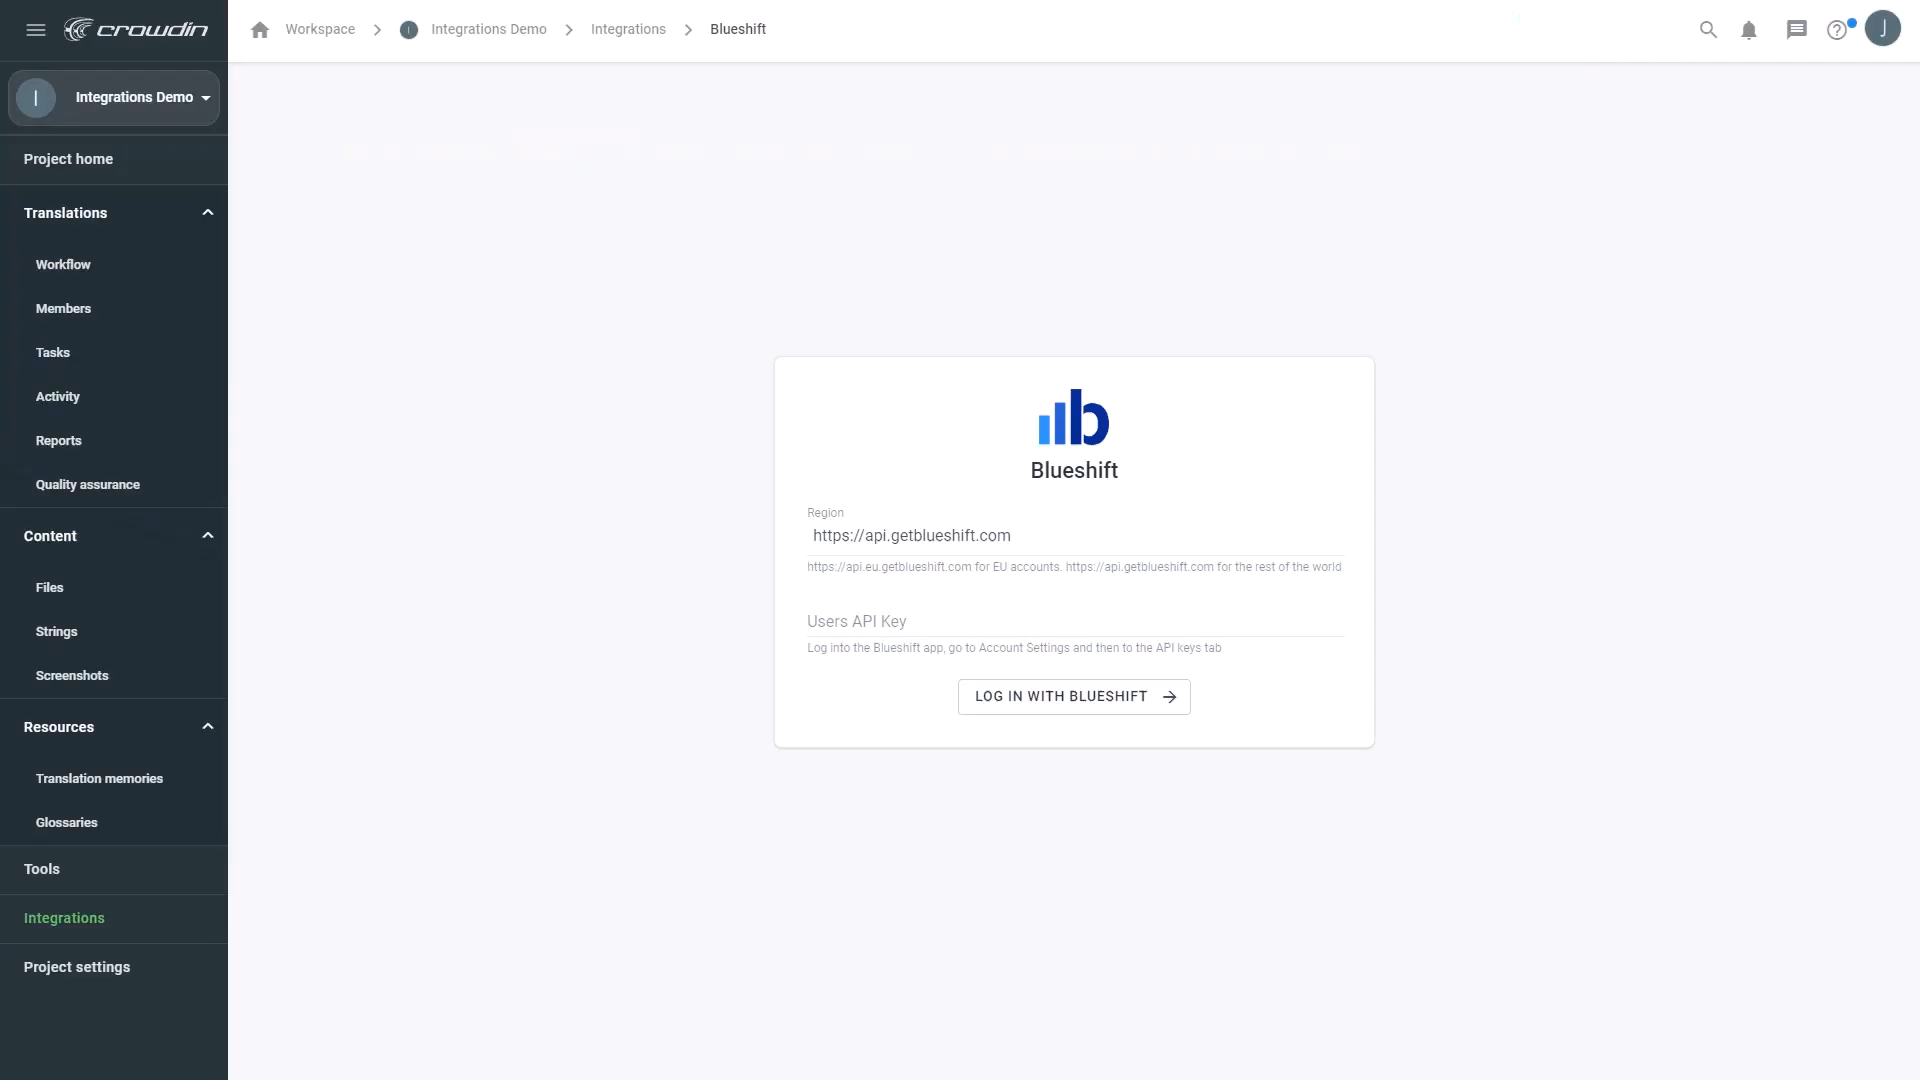 crowdin
Workspace
I
Integrations Demo
Integrations
Blueshift
J
I
Integrations Demo
Project home
Translations
Workflow
Members
Tasks
Activity
Reports
Quality assurance
Content
Files
Strings
Screenshots
Resources
Translation memories
Glossaries
Tools
Integrations
Project settings
b
Blueshift
Region
https://api.getblueshift.com
https://api.eu.getblueshift.com for EU accounts. https://api.getblueshift.com for the rest of the world
Users API Key
Log into the Blueshift app, go to Account Settings and then to the API keys tab
LOG IN WITH BLUESHIFT